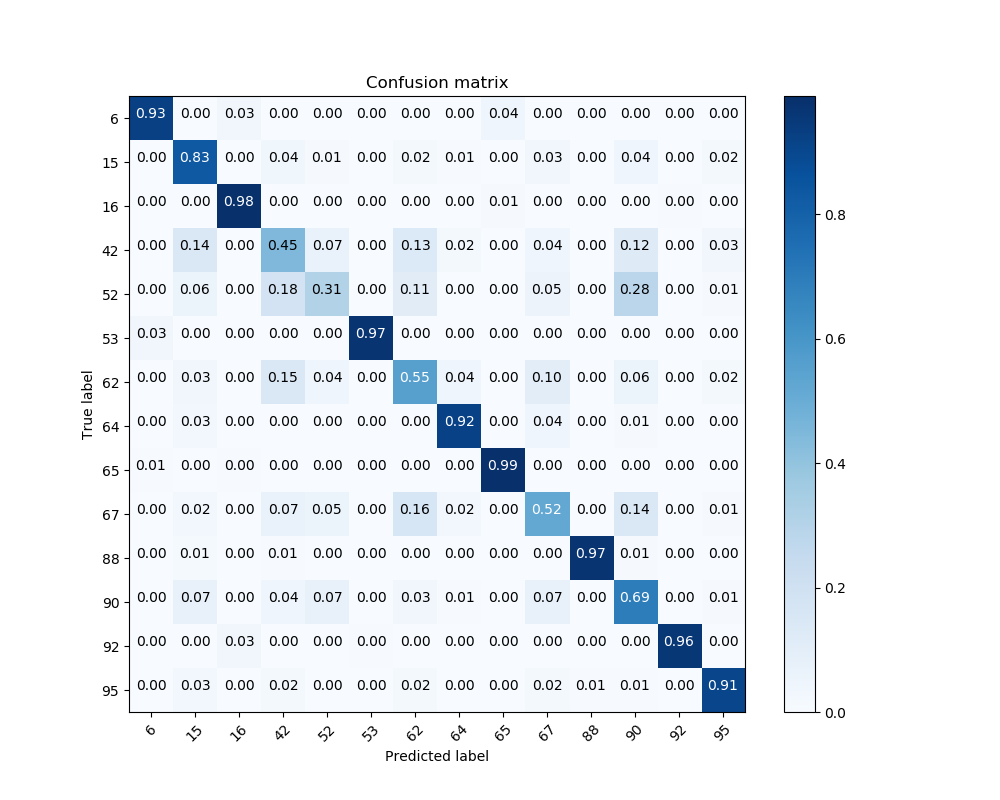 Confusion matrix
6 0.93 0.00 0.03 0.00 0.00 0.00 0.00 0.00 0.04 0.00 0.00 0.00 0.00 0.00
15 0.00 0.83 0.00 0.04 0.01 0.00 0.02 0.01 0.00 0.03 0.00 0.04 0.00 0.02
0.8
16 0.00 0.00 0.98 0.00 0.00 0.00 0.00 0.00 0.01 0.00 0.00 0.00 0.00 0.00
42 0.00 0.14 0.00 0.45 0.07 0.00 0.13 0.02 0.00 0.04 0.00 0.12 0.00 0.03
52 0.00 0.06 0.00 0.18 0.31 0.00 0.11 0.00 0.00 0.05 0.00 0.28 0.00 0.01
53 0.03 0.00 0.00 0.00 0.00 0.97 0.00 0.00 0.00 0.00 0.00 0.00 0.00 0.00
0.6
62 0.00 0.03 0.00 0.15 0.04 0.00 0.55 0.04 0.00 0.10 0.00 0.06 0.00 0.02
True label
64 0.00 0.03 0.00 0.00 0.00 0.00 0.00 0.92 0.00 0.04 0.00 0.01 0.00 0.00
65 0.01 0.00 0.00 0.00 0.00 0.00 0.00 0.00 0.99 0.00 0.00 0.00 0.00 0.00
0.4
67 0.00 0.02 0.00 0.07 0.05 0.00 0.16 0.02 0.00 0.52 0.00 0.14 0.00 0.01
88 0.00 0.01 0.00 0.01 0.00 0.00 0.00 0.00 0.00 0.00 0.97 0.01 0.00 0.00
0.2
90 0.00 0.07 0.00 0.04 0.07 0.00 0.03 0.01 0.00 0.07 0.00 0.69 0.00 0.01
92 0.00 0.00 0.03 0.00 0.00 0.00 0.00 0.00 0.00 0.00 0.00 0.00 0.96 0.00
95 0.00 0.03 0.00 0.02 0.00 0.00 0.02 0.00 0.00 0.02 0.01 0.01 0.00 0.91
0.0
6 15 16 42 52 53 62 64 65 67 88 90 92 95
Predicted label